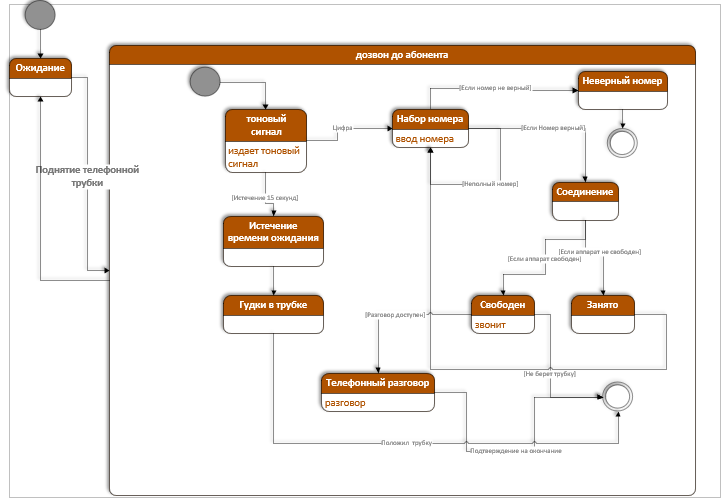 дозвон до абонента
Ожидание
Неверный номер
[Если номер не верный]
тоновый
сигнал
издает тоновый
сигнал
Цифра
Набор номера
ввод номера
[Если Номер верный]
Поднятие телефонной
трубки
[Неполный номер]
Соединение
[Истечение 15 секунд]
Истечение
времени ожидания
[Если аппарат не свободен]
[Если аппарат свободен]
Гудки в трубке
Свободен
звонит
Занято
[Разговор доступен]
Телефонный разговор
разговор
[Не берет трубку]
Положил трубку
Подтверждение на окончание